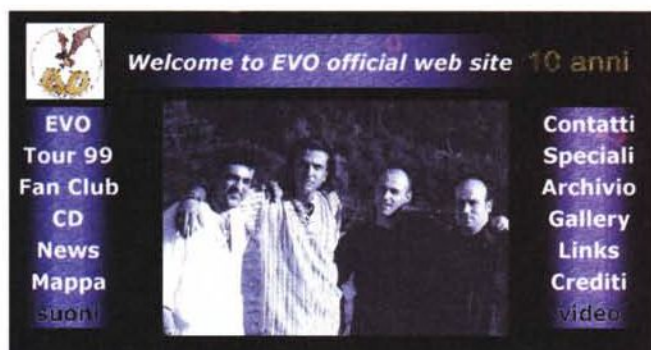 EVO
Welcome to EVO official web site
10 anni
EVO
Tour 99
Fan Club
CD
News
Mappa
suoni
Contatti
Speciali
Archivio
Gallery
Links
Crediti
video